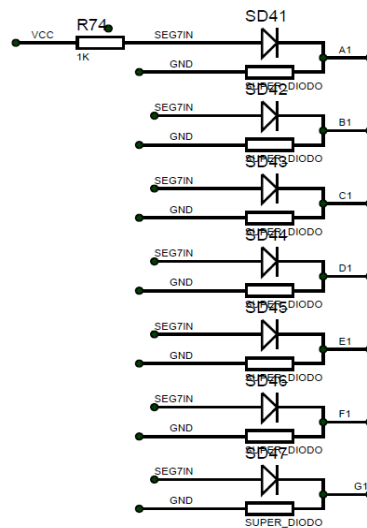 SD41
R74
VCC
SEG7IN
A1
1K
GND
SUPER_DIODO
SD42
SEG7IN
B1
GND
SUPER_DIODO
SD43
SEG7IN
C1
GND
SUPER_DIODO
SD44
SEG7IN
D1
GND
SUPER_DIODO
SD45
SEG7IN
E1
GND
SUPER_DIODO
SD46
SEG7IN
F1
GND
SUPER_DIODO
SD47
SEG7IN
G1
GND
SUPER_DIODO